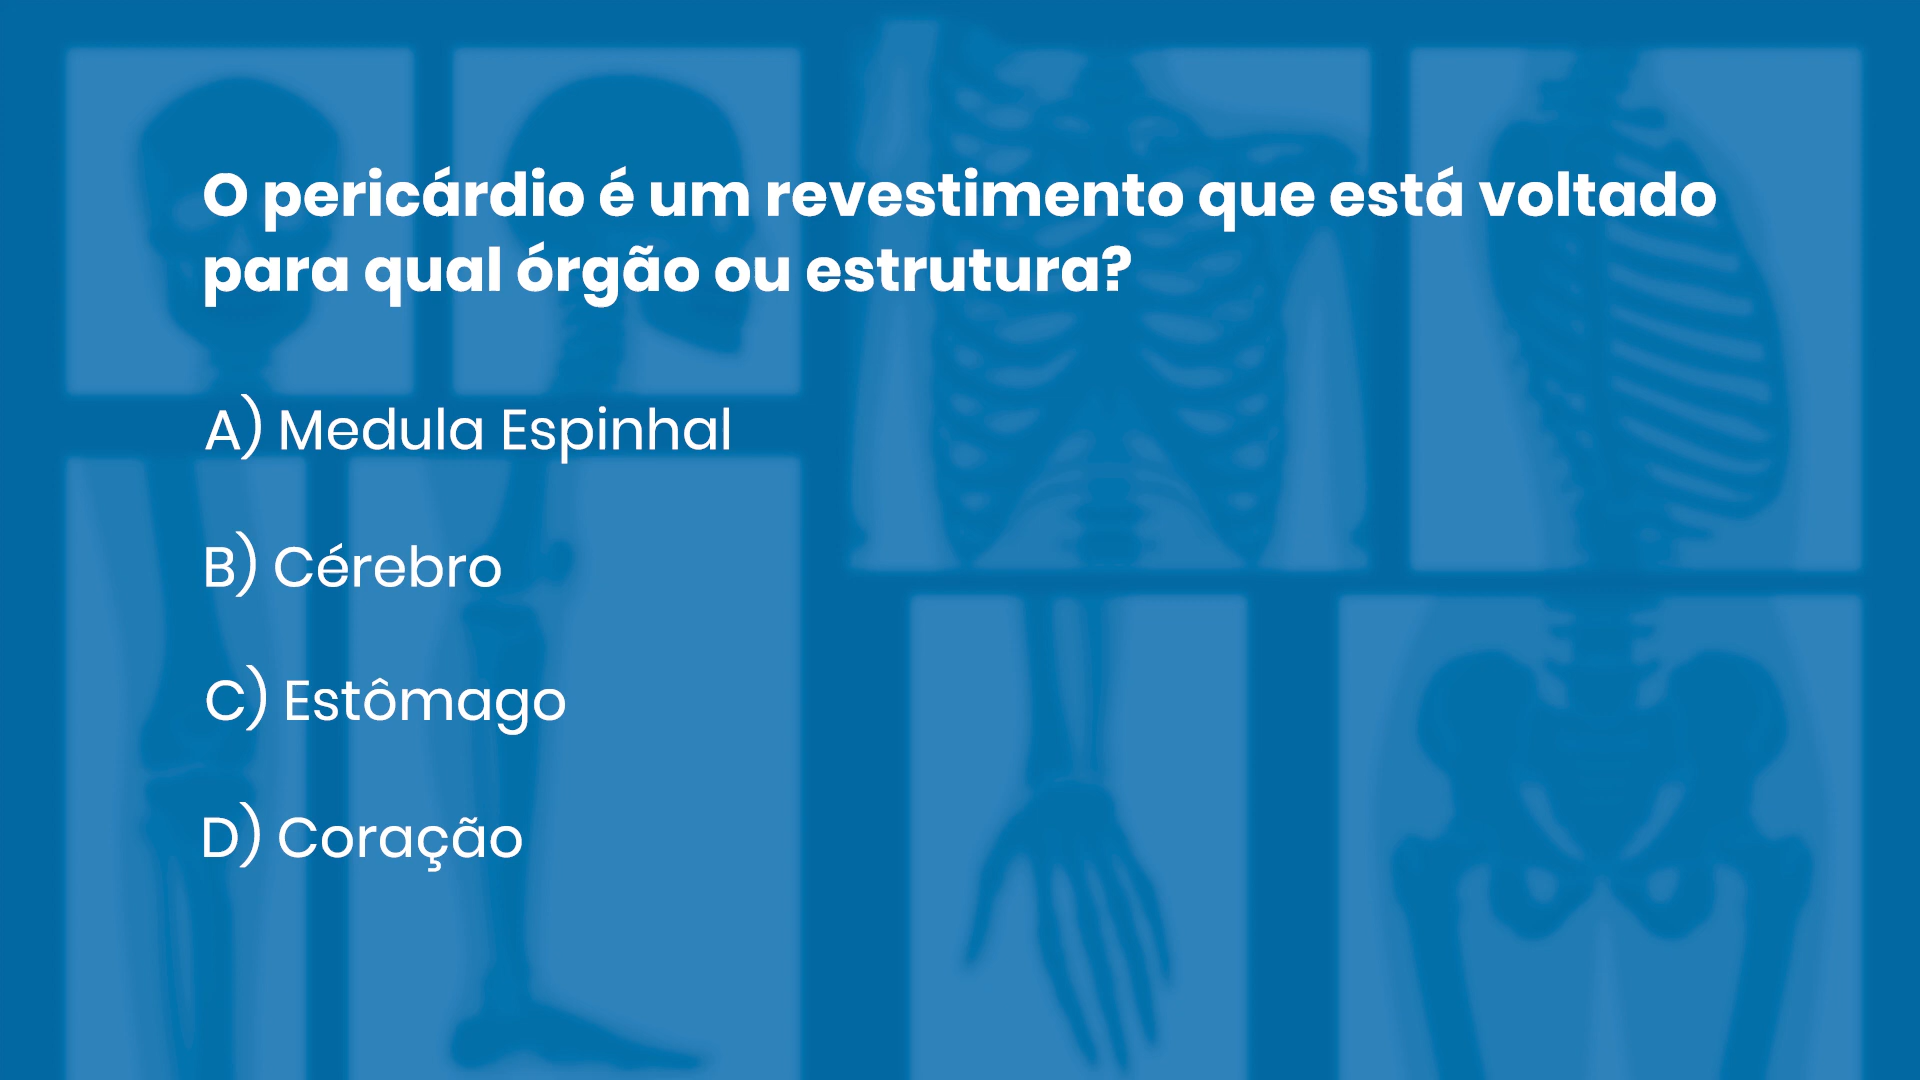 O pericárdio é um revestimento que está voltado
para qual órgão ou estrutura?
A) Medula Espinhal
B) Cérebro
C) Estômago
D) Coração